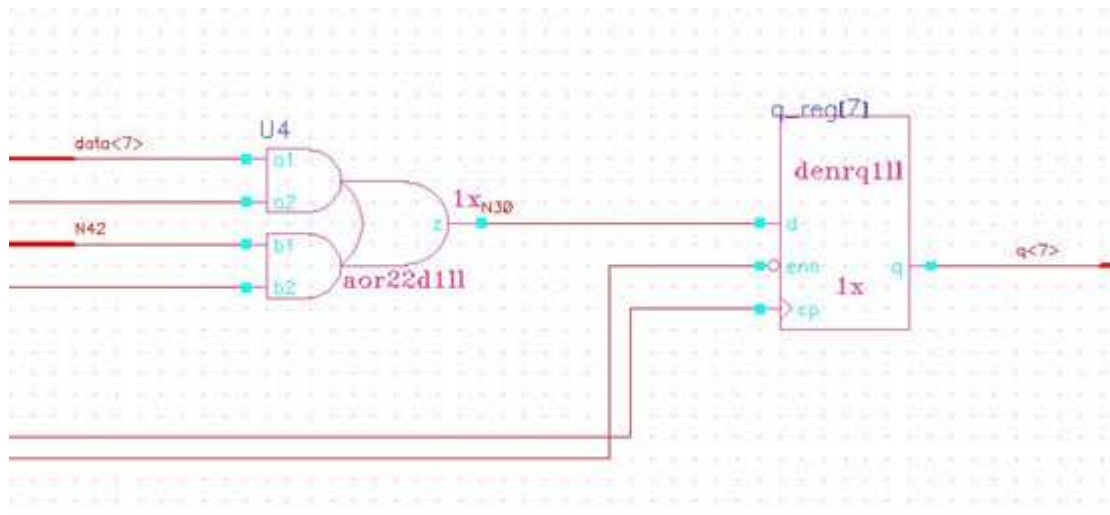 q_reg[7]
U4
data<7>
a1
denrq1ll
a2
1x
N30
N42
z
d
b1
q<7>
enn
q
aor22d1ll
b2
1x
cp